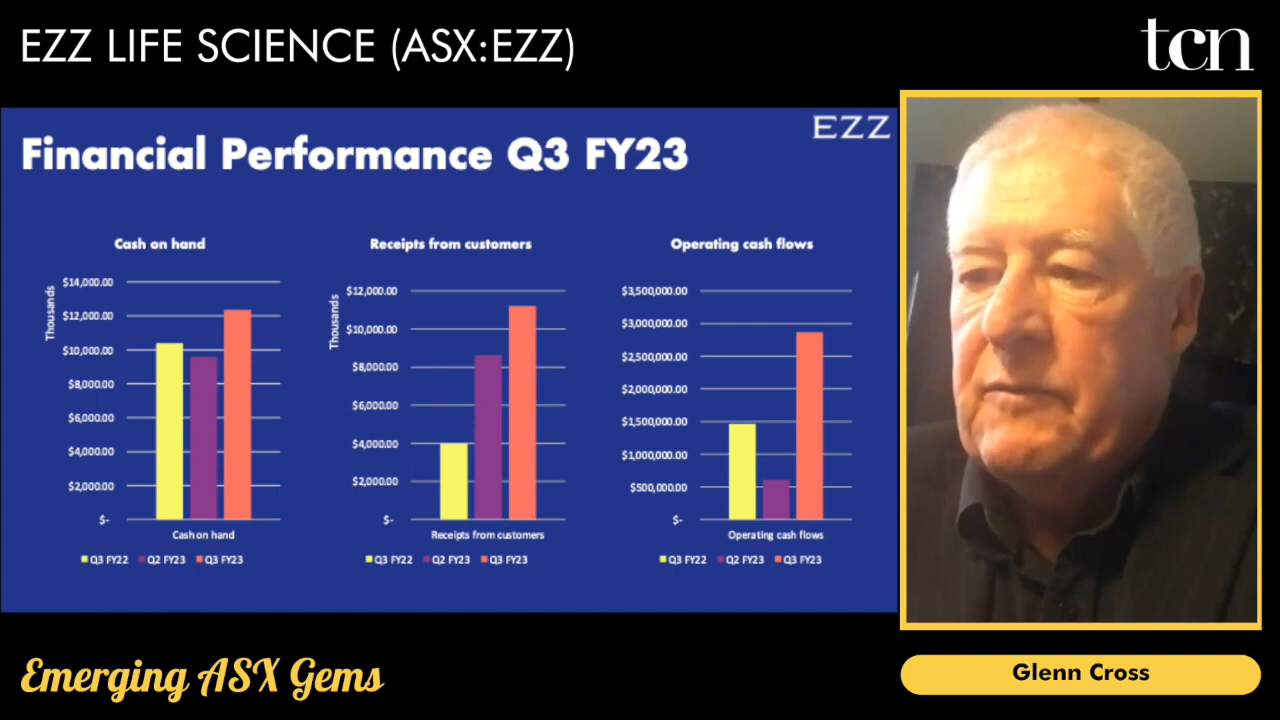 EZZ LIFE SCIENCE (ASX:EZZ)
tcn
EZZ
Financial Performance Q3 FY23
Cash on hand
Thousands
$14,000.00
$12,000.00
$10,000.00
$8,000.00
$6,000.00
$4,000.00
$2,000.00
$-
Cash on hand
Q3 FY22 Q2 FY23 Q3 FY23
Receipts from customers
Thousands
$12,000.00
$10,000.00
$8,000.00
$6,000.00
$4,000.00
$2,000.00
$-
Receipts from customers
Q3 FY22 Q2 FY23 Q3 FY23
Operating cash flows
$3,500,000.00
$3,000,000.00
$2,500,000.00
$2,000,000.00
$1,500,000.00
$1,000,000.00
$500,000.00
$-
Operating cash flows
Q3 FY22 Q2 FY23 Q3 FY23
Emerging ASX Gems
Glenn Cross